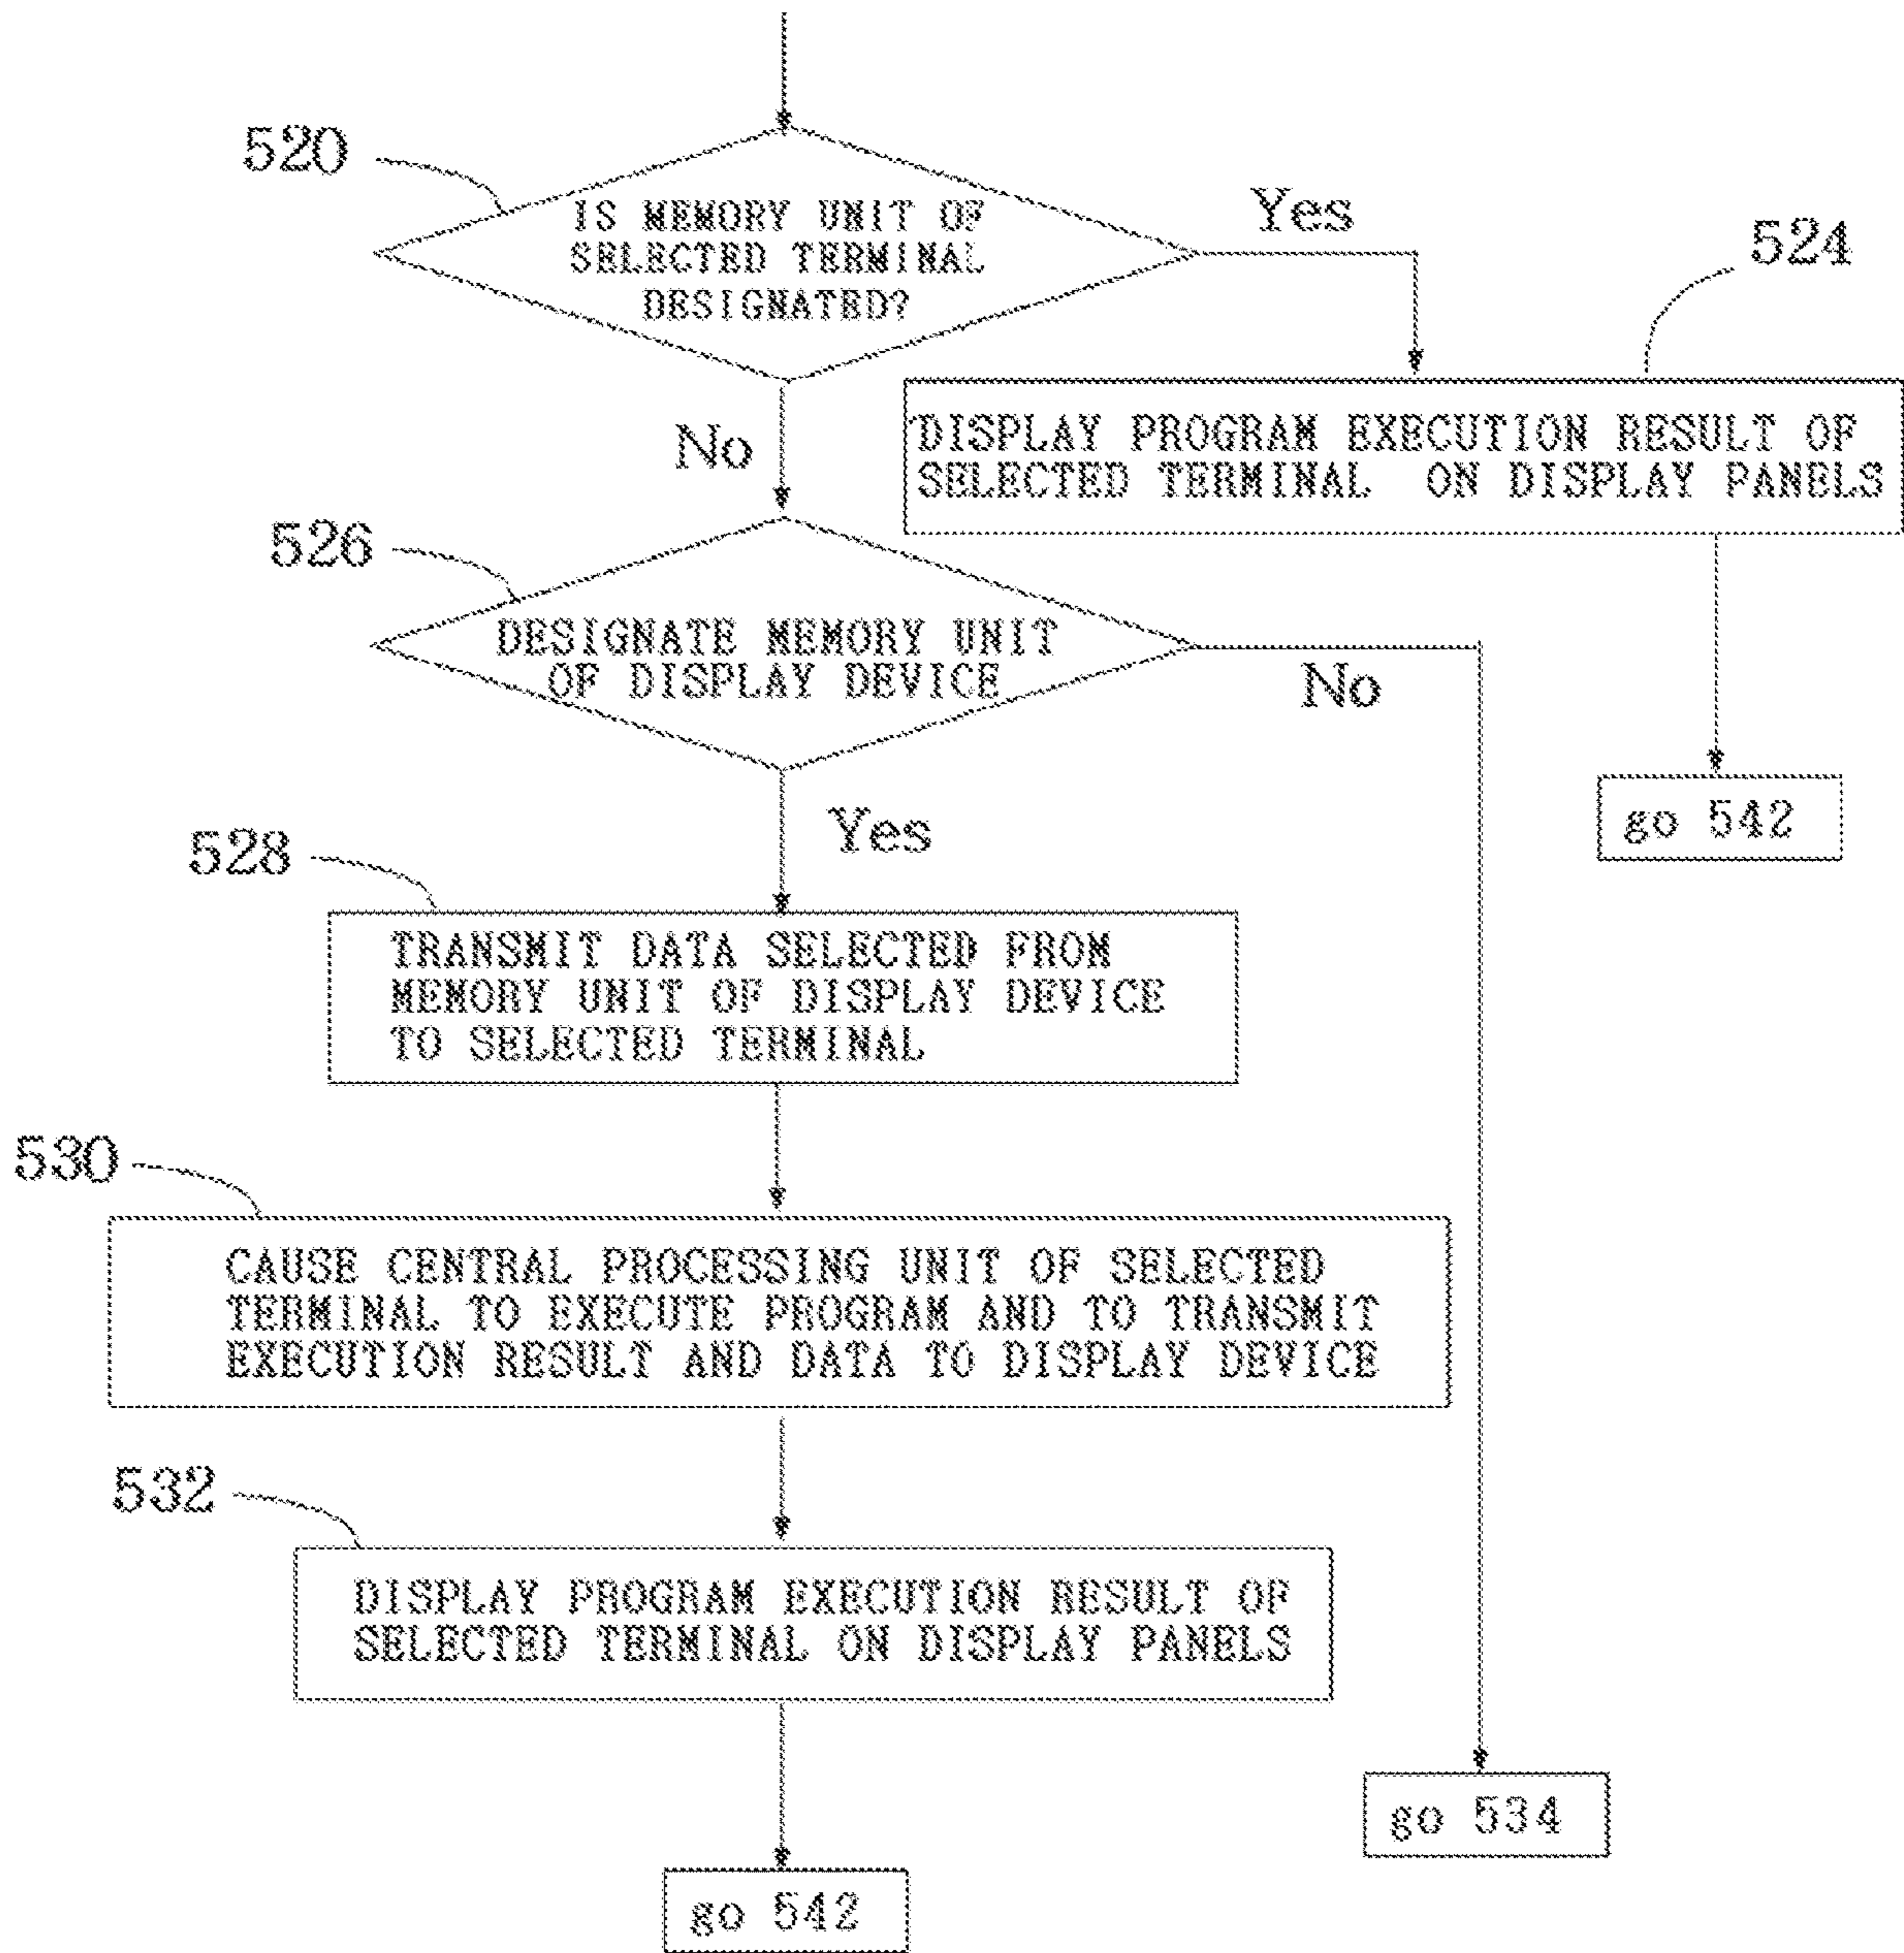 520
IS MEMORY UNIT OF
SELECTED TERMINAL
DESIGNATED?
Yes
524
DISPLAY PROGRAM EXECUTION RESULT OF
SELECTED TERMINAL ON DISPLAY PANELS
go 542
No
526
DESIGNATE MEMORY UNIT
OF DISPLAY DEVICE
No
Yes
528
TRANSMIT DATA SELECTED FROM
MEMORY UNIT OF DISPLAY DEVICE
TO SELECTED TERMINAL
530
CAUSE CENTRAL PROCESSING UNIT OF SELECTED
TERMINAL TO EXECUTE PROGRAM AND TO TRANSMIT
EXECUTION RESULT AND DATA TO DISPLAY DEVICE
532
DISPLAY PROGRAM EXECUTION RESULT OF
SELECTED TERMINAL ON DISPLAY PANELS
go 534
go 542